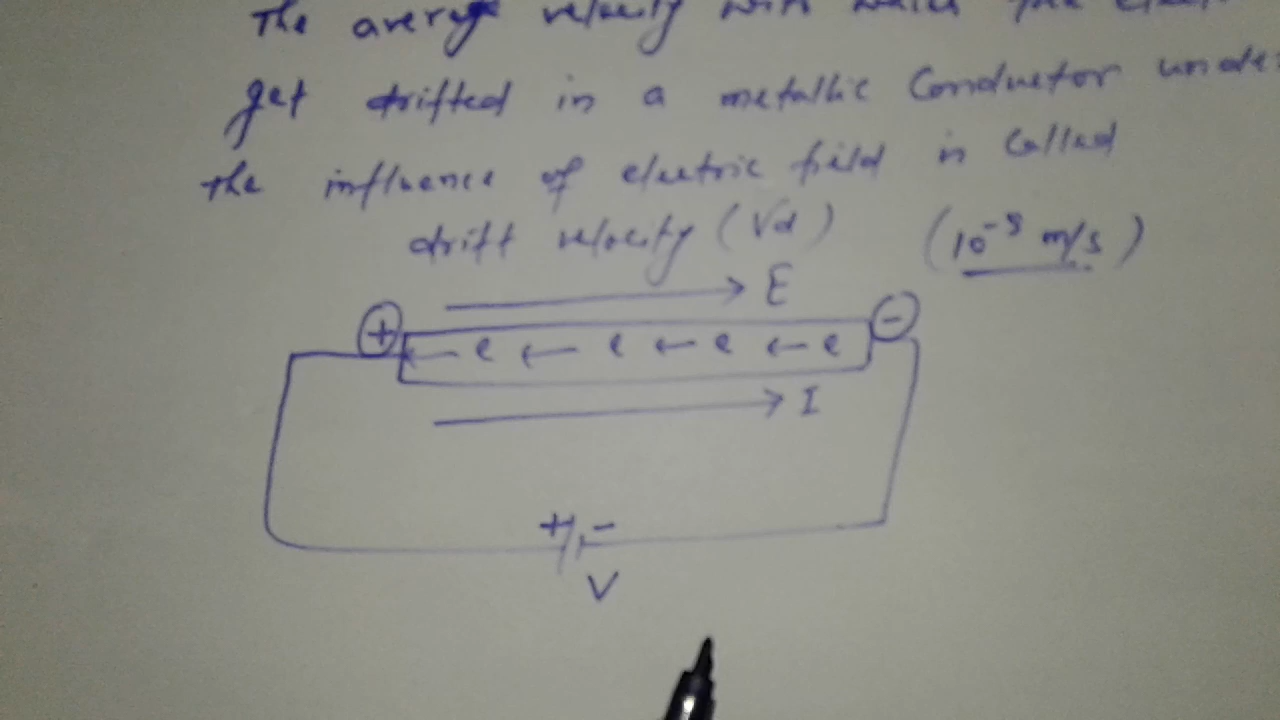 The average velocity with which the
get drifted in a metallic Conductor under
the influence of electric field is Called
drift velocity (Vd) (10⁻³ m/s)
E
+ -
e e e e
I
+ -
V